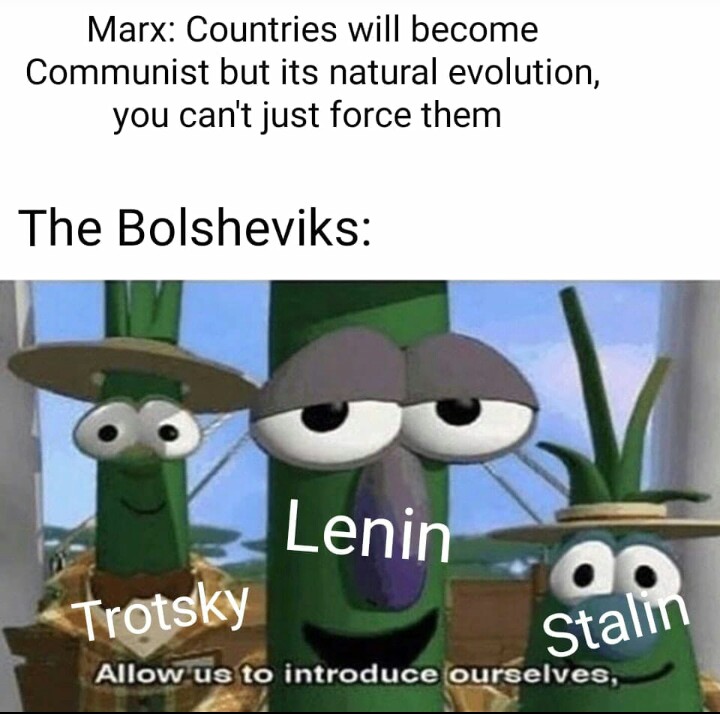 Marx: Countries will become
Communist but its natural evolution,
you can't just force them
The Bolsheviks:
Lenin
Trotsky
Stalin
Allow us to introduce ourselves,